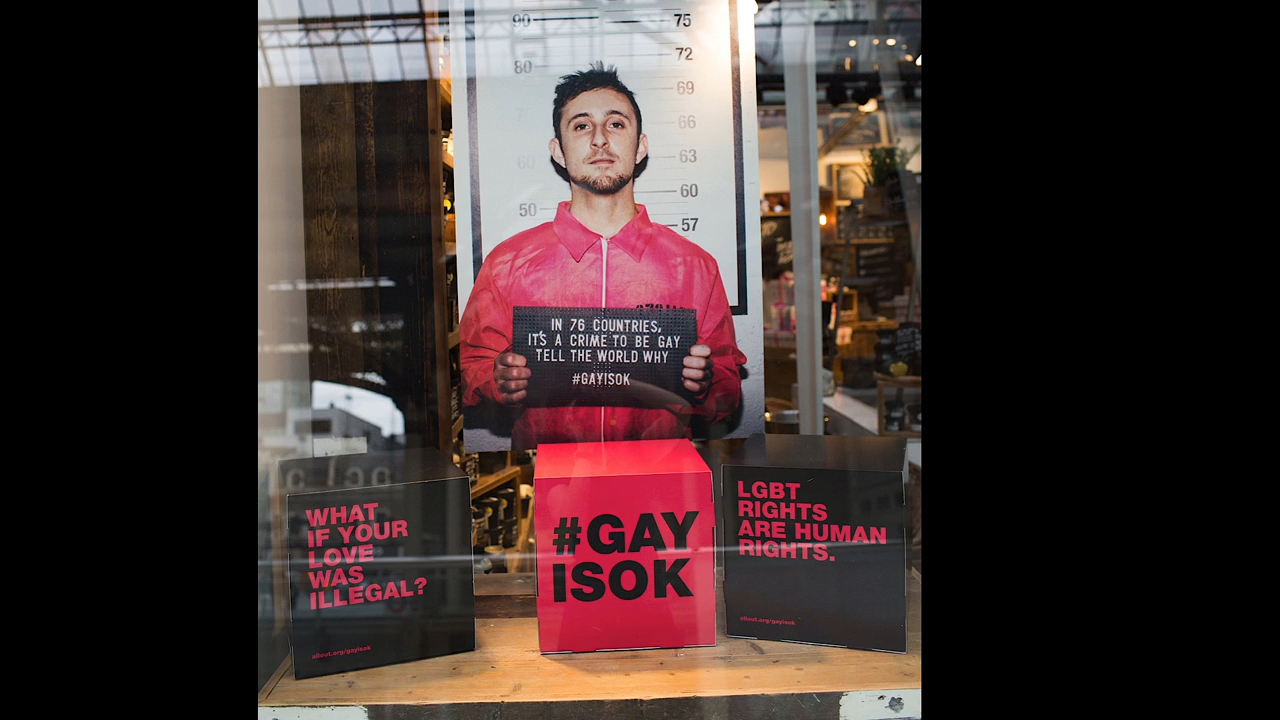 90
75
72
80
69
66
63
60
60
50
57
IN 76 COUNTRIES,
IT'S A CRIME TO BE GAY
TELL THE WORLD WHY
#GAYISOK
WHAT
IF YOUR
LOVE
WAS
ILLEGAL?
allout.org/gayisok
#GAY
ISOK
LGBT
RIGHTS
ARE HUMAN
RIGHTS.
allout.org/gayisok